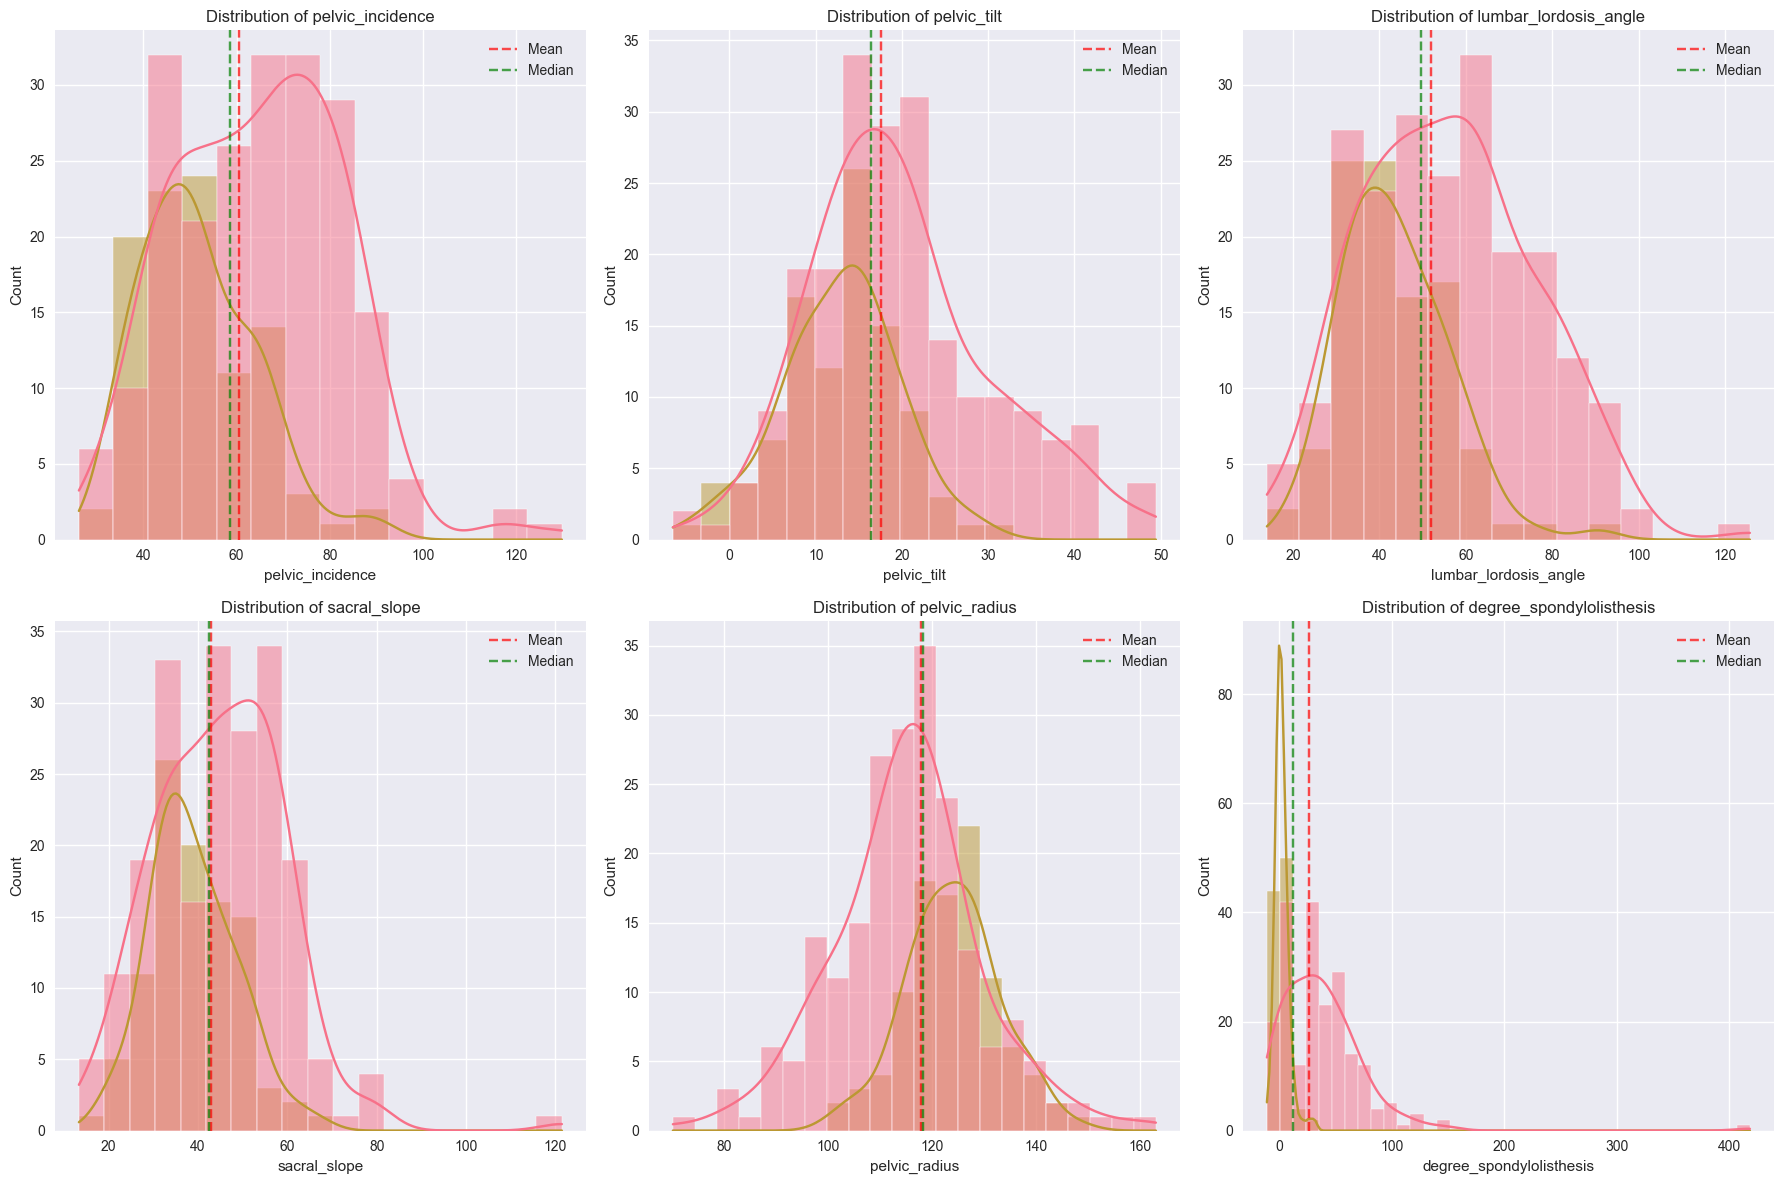 Distribution of pelvic_incidence
Mean
Median
Count
30
25
20
15
10
5
0
40
60
80
100
120
pelvic_incidence
Distribution of pelvic_tilt
Mean
Median
Count
35
30
25
20
15
10
5
0
0
10
20
30
40
50
pelvic_tilt
Distribution of lumbar_lordosis_angle
Mean
Median
Count
30
25
20
15
10
5
0
20
40
60
80
100
120
lumbar_lordosis_angle
Distribution of sacral_slope
Mean
Median
Count
35
30
25
20
15
10
5
0
20
40
60
80
100
120
sacral_slope
Distribution of pelvic_radius
Mean
Median
Count
35
30
25
20
15
10
5
0
80
100
120
140
160
pelvic_radius
Distribution of degree_spondylolisthesis
Mean
Median
Count
80
60
40
20
0
0
100
200
300
400
degree_spondylolisthesis